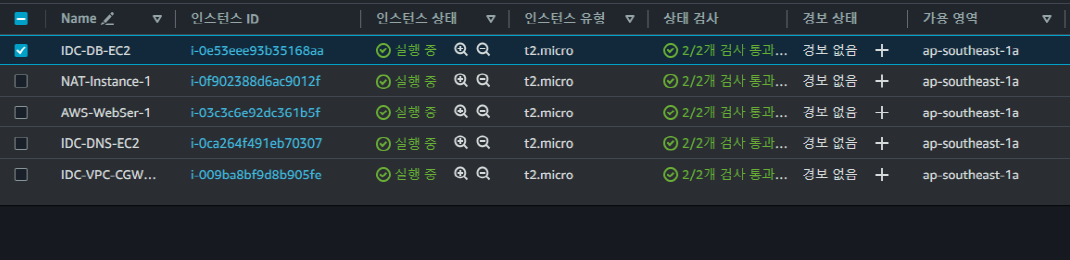 Name 인스턴스 ID 인스턴스 상태 인스턴스 유형 상태 검사 경보 상태 가용 영역
IDC-DB-EC2 i-0e53eee93b35168aa 실행 중 t2.micro 2/2개 검사 통과... 경보 없음 + ap-southeast-1a
NAT-Instance-1 i-0f902388d6ac9012f 실행 중 t2.micro 2/2개 검사 통과... 경보 없음 + ap-southeast-1a
AWS-WebSer-1 i-03c3c6e92dc361b5f 실행 중 t2.micro 2/2개 검사 통과... 경보 없음 + ap-southeast-1a
IDC-DNS-EC2 i-0ca264f491eb70307 실행 중 t2.micro 2/2개 검사 통과... 경보 없음 + ap-southeast-1a
IDC-VPC-CGW... i-009ba8bf9d8b905fe 실행 중 t2.micro 2/2개 검사 통과... 경보 없음 + ap-southeast-1a